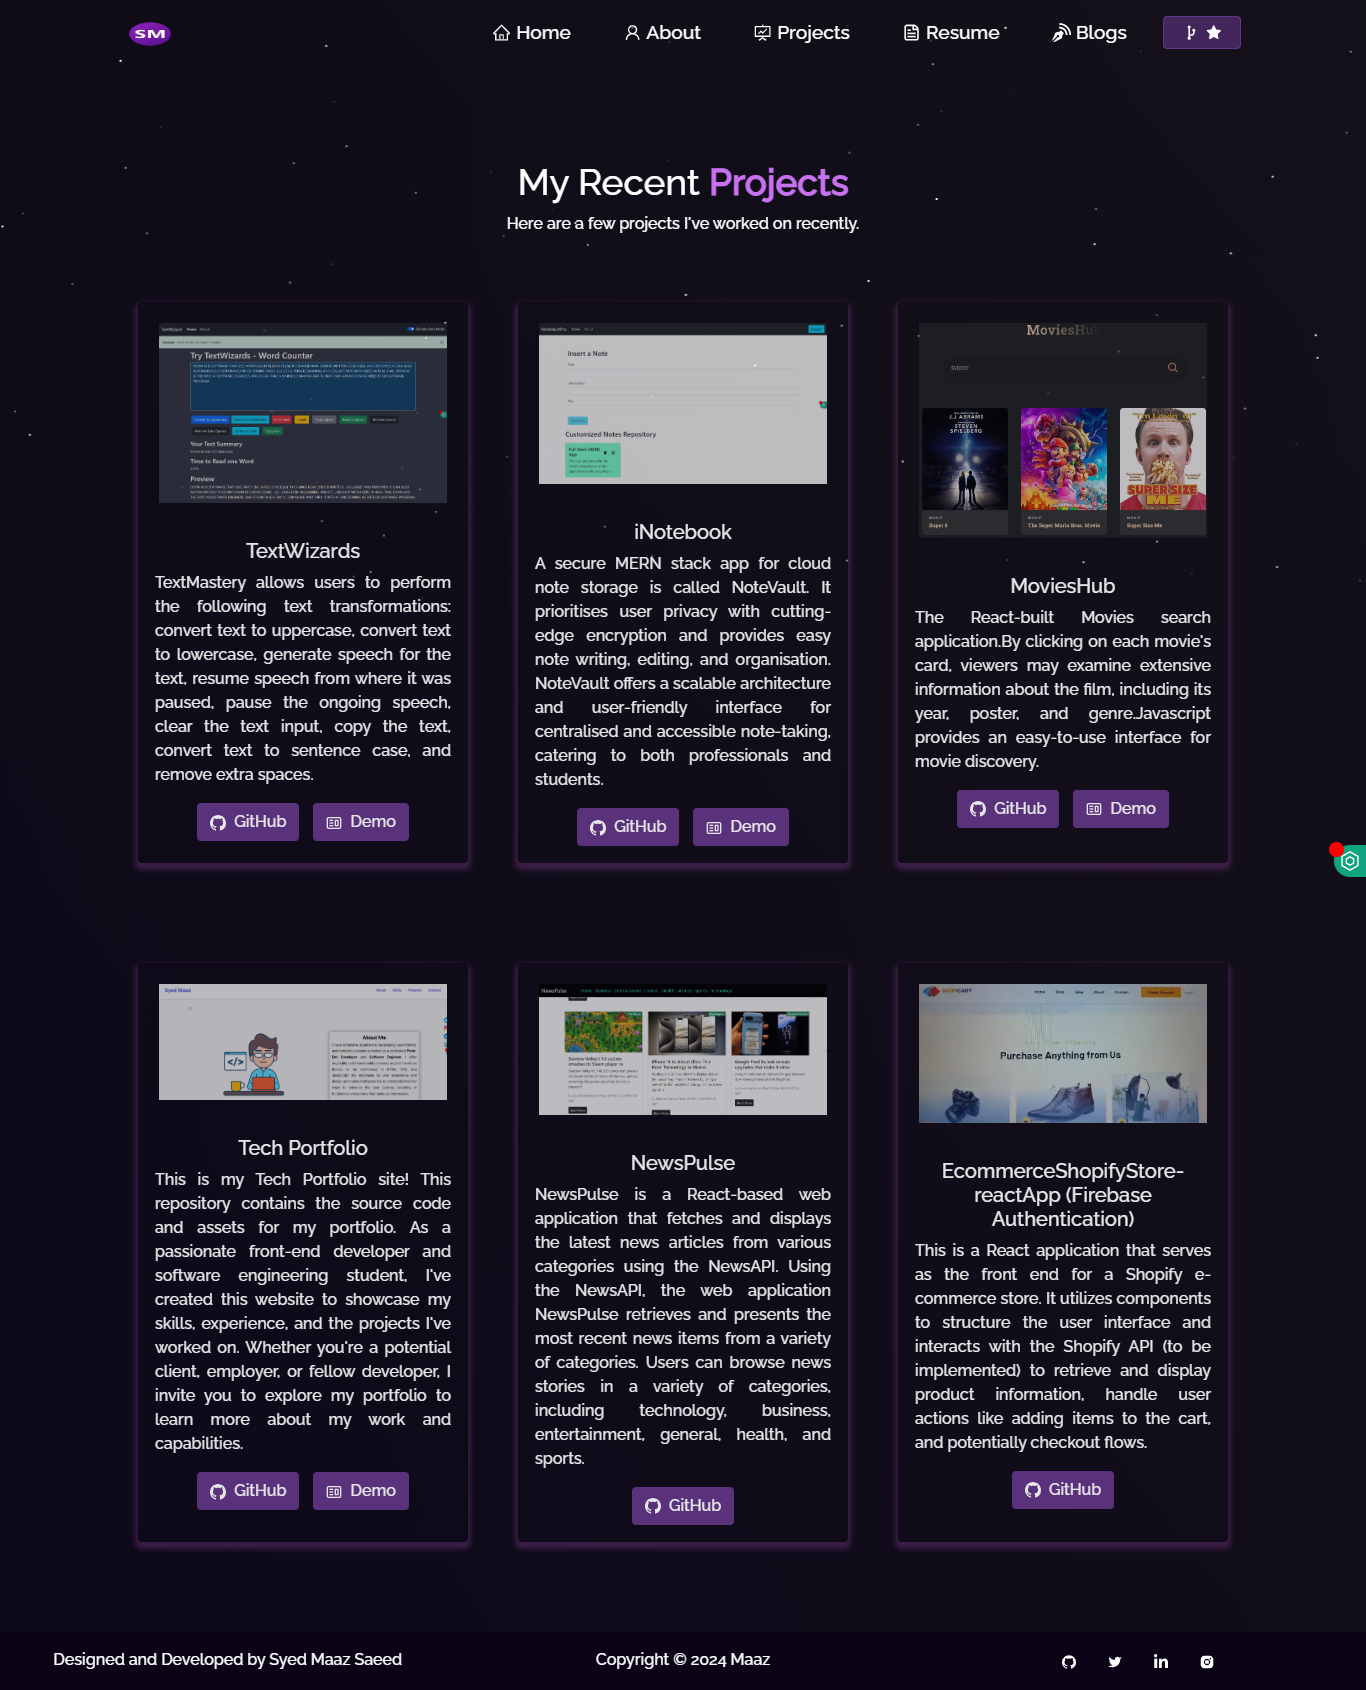 SM
Home
About
Projects
Resume
Blogs
My Recent Projects
Here are a few projects I've worked on recently.
Try TextWizards - Word Counter
Your Text Summary
Time to Read one Word
Preview
TextWizards
TextMastery allows users to perform
the following text transformations:
convert text to uppercase, convert text
to lowercase, generate speech for the
text, resume speech from where it was
paused, pause the ongoing speech,
clear the text input, copy the text,
convert text to sentence case, and
remove extra spaces.
GitHub
Demo
Insert a Note
Customized Notes Repository
iNotebook
A secure MERN stack app for cloud
note storage is called NoteVault. It
prioritises user privacy with cutting-
edge encryption and provides easy
note writing, editing, and organisation.
NoteVault offers a scalable architecture
and user-friendly interface for
centralised and accessible note-taking,
catering to both professionals and
students.
GitHub
Demo
MoviesHub
super
J.J. ABRAMS
STEVEN
SPIELBERG
SUPER SIZE
ME
MOVIE
Super 8
MOVIE
The Super Mario Bros. Movie
MOVIE
Super Size Me
MoviesHub
The React-built Movies search
application.By clicking on each movie's
card, viewers may examine extensive
information about the film, including its
year, poster, and genre.Javascript
provides an easy-to-use interface for
movie discovery.
GitHub
Demo
Syed Maaz
About Me
Tech Portfolio
This is my Tech Portfolio site! This
repository contains the source code
and assets for my portfolio. As a
passionate front-end developer and
software engineering student, I've
created this website to showcase my
skills, experience, and the projects I've
worked on. Whether you're a potential
client, employer, or fellow developer, I
invite you to explore my portfolio to
learn more about my work and
capabilities.
GitHub
Demo
NewsPulse
NewsPulse
NewsPulse is a React-based web
application that fetches and displays
the latest news articles from various
categories using the NewsAPI. Using
the NewsAPI, the web application
NewsPulse retrieves and presents the
most recent news items from a variety
of categories. Users can browse news
stories in a variety of categories,
including technology, business,
entertainment, general, health, and
sports.
GitHub
SHOPCART
Purchase Anything from Us
EcommerceShopifyStore-
reactApp (Firebase
Authentication)
This is a React application that serves
as the front end for a Shopify e-
commerce store. It utilizes components
to structure the user interface and
interacts with the Shopify API (to be
implemented) to retrieve and display
product information, handle user
actions like adding items to the cart,
and potentially checkout flows.
GitHub
Designed and Developed by Syed Maaz Saeed
Copyright © 2024 Maaz